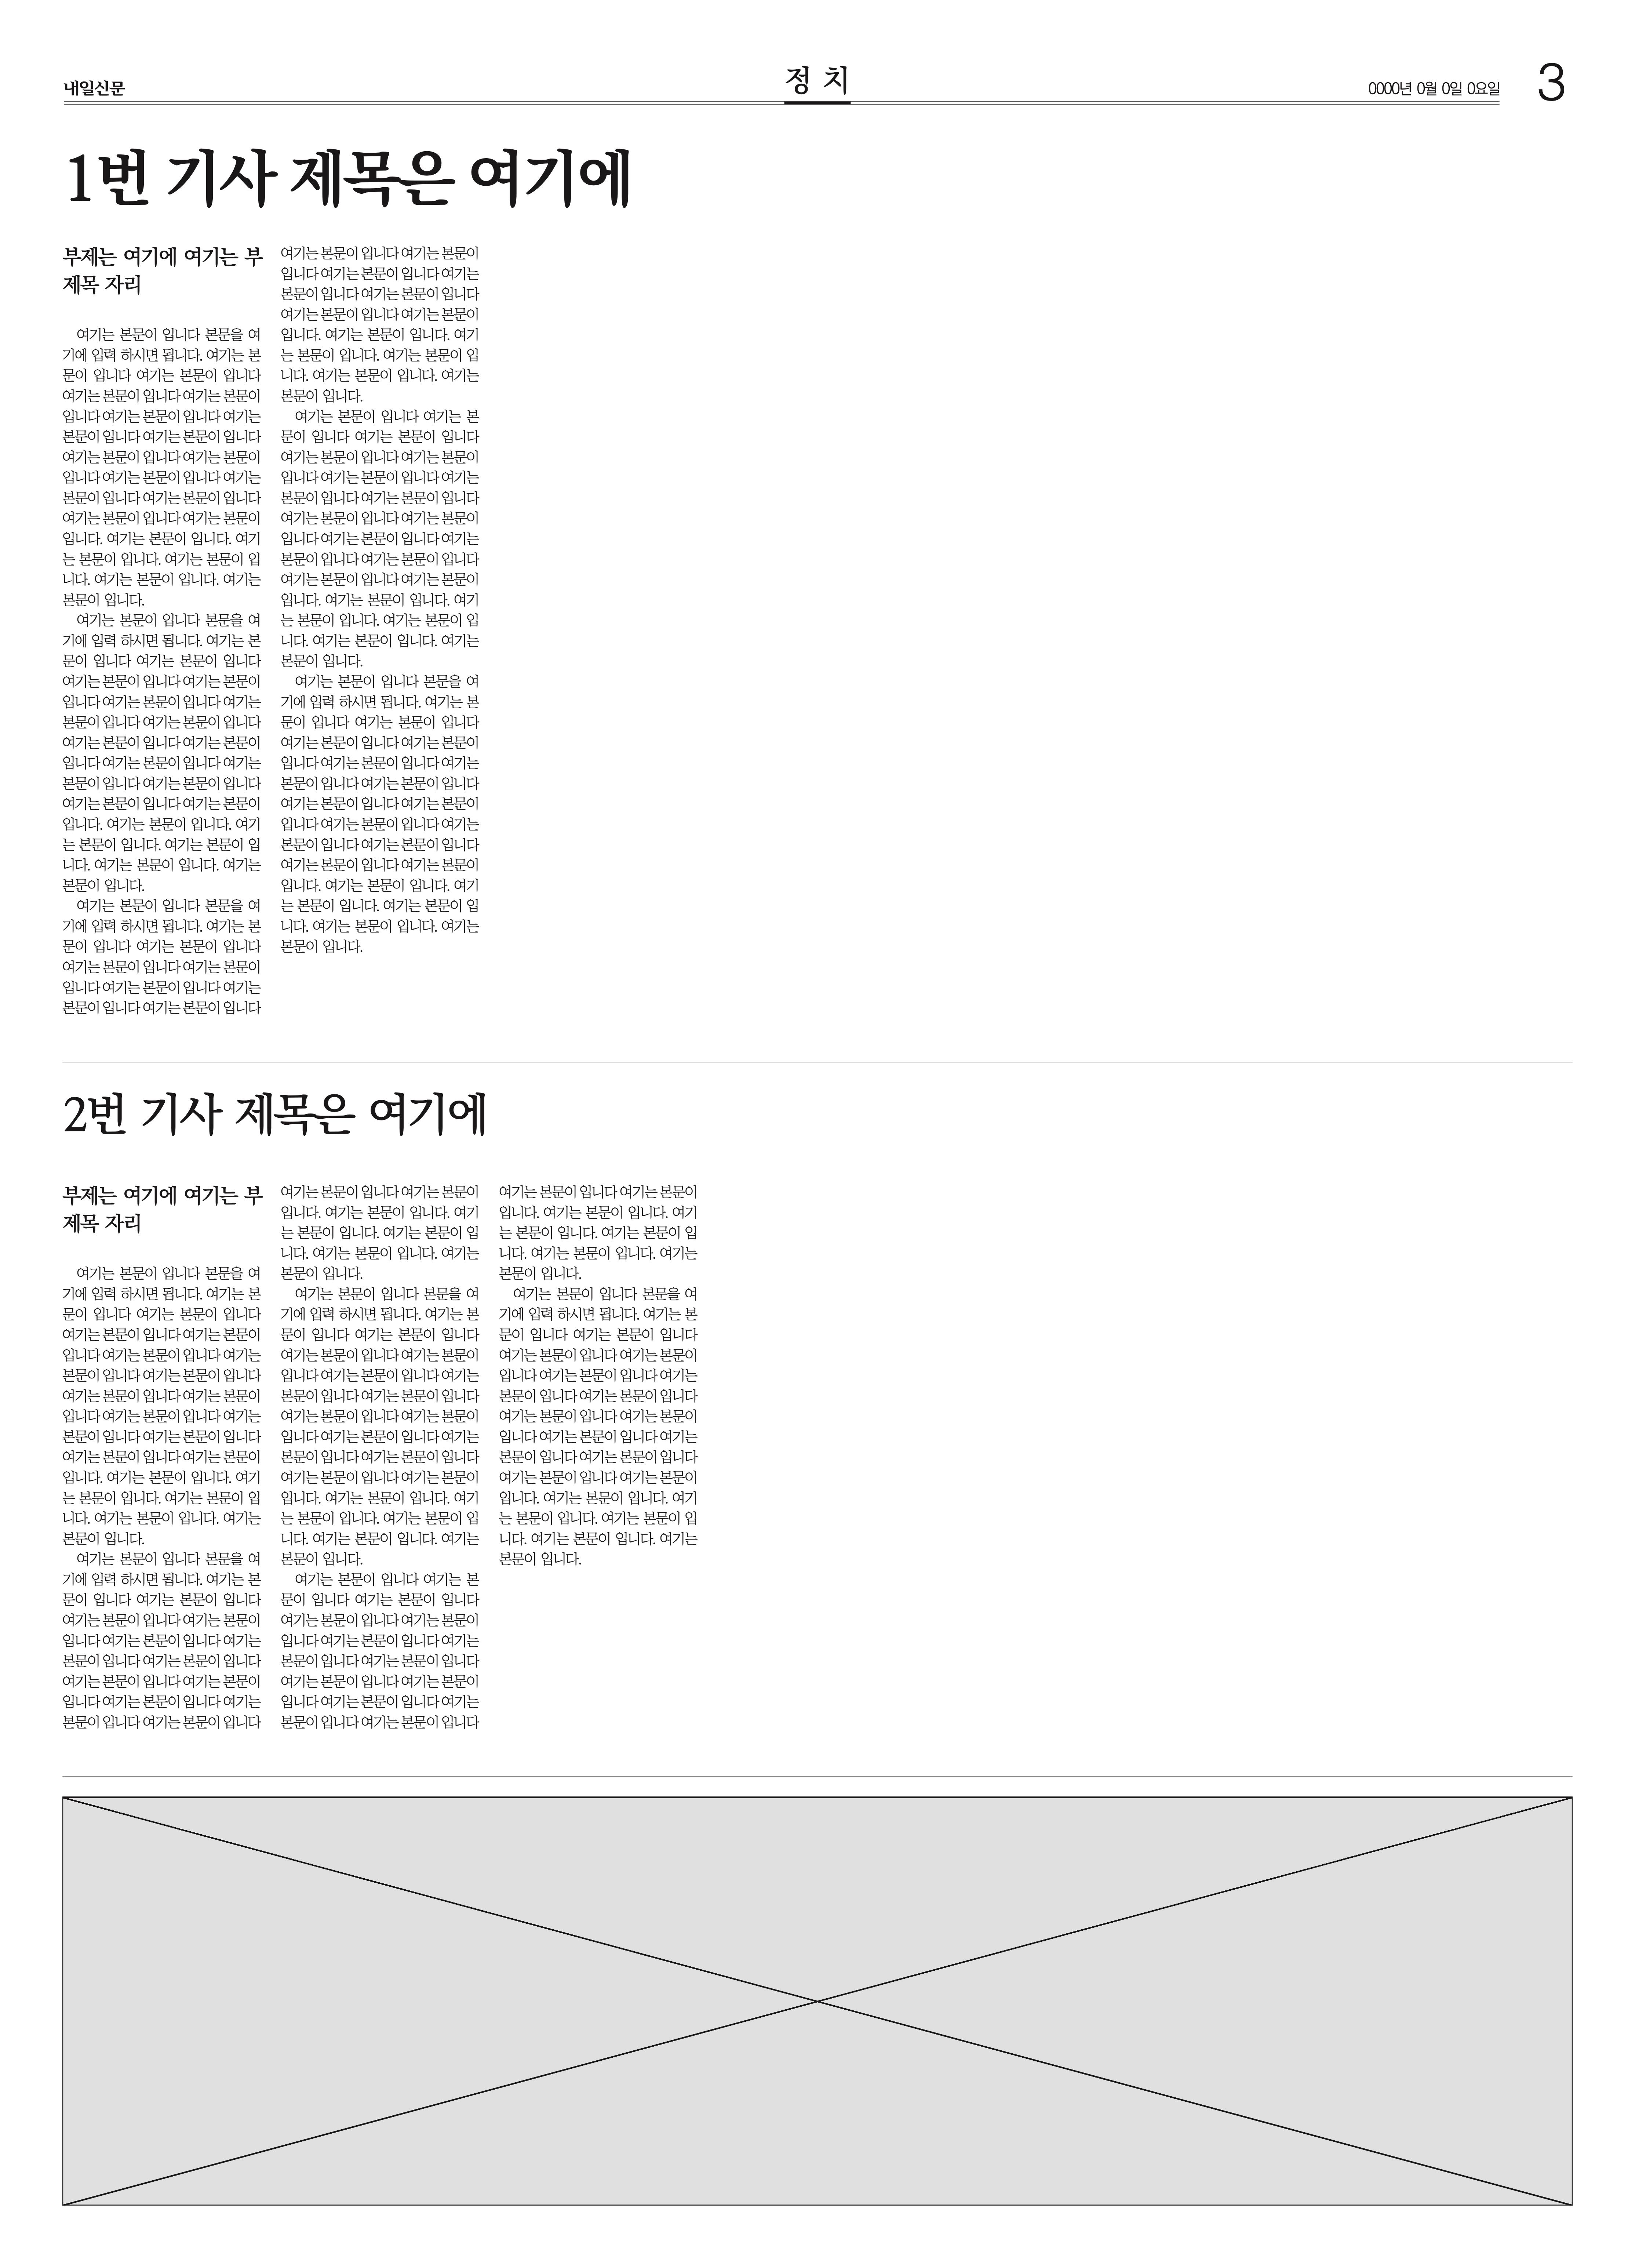 내일신문
정 치
0000년 0월 0일 0요일
3
1번 기사 제목은 여기에
부제는 여기에 여기는 부
제목 자리
여기는 본문이 입니다 본문을 여
기에 입력 하시면 됩니다. 여기는 본
문이 입니다 여기는 본문이 입니다
여기는 본문이 입니다 여기는 본문이
입니다 여기는 본문이 입니다 여기는
본문이 입니다 여기는 본문이 입니다
여기는 본문이 입니다 여기는 본문이
입니다 여기는 본문이 입니다 여기는
본문이 입니다 여기는 본문이 입니다
여기는 본문이 입니다 여기는 본문이
입니다. 여기는 본문이 입니다. 여기
는 본문이 입니다. 여기는 본문이 입
니다. 여기는 본문이 입니다. 여기는
본문이 입니다.
여기는 본문이 입니다 본문을 여
기에 입력 하시면 됩니다. 여기는 본
문이 입니다 여기는 본문이 입니다
여기는 본문이 입니다 여기는 본문이
입니다 여기는 본문이 입니다 여기는
본문이 입니다 여기는 본문이 입니다
여기는 본문이 입니다 여기는 본문이
입니다 여기는 본문이 입니다 여기는
본문이 입니다 여기는 본문이 입니다
여기는 본문이 입니다 여기는 본문이
입니다. 여기는 본문이 입니다. 여기
는 본문이 입니다. 여기는 본문이 입
니다. 여기는 본문이 입니다. 여기는
본문이 입니다.
여기는 본문이 입니다 본문을 여
기에 입력 하시면 됩니다. 여기는 본
문이 입니다 여기는 본문이 입니다
여기는 본문이 입니다 여기는 본문이
입니다 여기는 본문이 입니다 여기는
본문이 입니다 여기는 본문이 입니다
여기는 본문이 입니다 여기는 본문이
입니다 여기는 본문이 입니다 여기는
본문이 입니다 여기는 본문이 입니다
여기는 본문이 입니다 여기는 본문이
입니다. 여기는 본문이 입니다. 여기
는 본문이 입니다. 여기는 본문이 입
니다. 여기는 본문이 입니다. 여기는
본문이 입니다.
여기는 본문이 입니다 여기는 본
문이 입니다 여기는 본문이 입니다
여기는 본문이 입니다 여기는 본문이
입니다 여기는 본문이 입니다 여기는
본문이 입니다 여기는 본문이 입니다
여기는 본문이 입니다 여기는 본문이
입니다 여기는 본문이 입니다 여기는
본문이 입니다 여기는 본문이 입니다
여기는 본문이 입니다 여기는 본문이
입니다. 여기는 본문이 입니다. 여기
는 본문이 입니다. 여기는 본문이 입
니다. 여기는 본문이 입니다. 여기는
본문이 입니다.
여기는 본문이 입니다 본문을 여
기에 입력 하시면 됩니다. 여기는 본
문이 입니다 여기는 본문이 입니다
여기는 본문이 입니다 여기는 본문이
입니다 여기는 본문이 입니다 여기는
본문이 입니다 여기는 본문이 입니다
여기는 본문이 입니다 여기는 본문이
입니다 여기는 본문이 입니다 여기는
본문이 입니다 여기는 본문이 입니다
여기는 본문이 입니다 여기는 본문이
입니다. 여기는 본문이 입니다. 여기
는 본문이 입니다. 여기는 본문이 입
니다. 여기는 본문이 입니다. 여기는
본문이 입니다.
2번 기사 제목은 여기에
부제는 여기에 여기는 부
제목 자리
여기는 본문이 입니다 본문을 여
기에 입력 하시면 됩니다. 여기는 본
문이 입니다 여기는 본문이 입니다
여기는 본문이 입니다 여기는 본문이
입니다 여기는 본문이 입니다 여기는
본문이 입니다 여기는 본문이 입니다
여기는 본문이 입니다 여기는 본문이
입니다 여기는 본문이 입니다 여기는
본문이 입니다 여기는 본문이 입니다
여기는 본문이 입니다 여기는 본문이
입니다. 여기는 본문이 입니다. 여기
는 본문이 입니다. 여기는 본문이 입
니다. 여기는 본문이 입니다. 여기는
본문이 입니다.
여기는 본문이 입니다 본문을 여
기에 입력 하시면 됩니다. 여기는 본
문이 입니다 여기는 본문이 입니다
여기는 본문이 입니다 여기는 본문이
입니다 여기는 본문이 입니다 여기는
본문이 입니다 여기는 본문이 입니다
여기는 본문이 입니다 여기는 본문이
입니다 여기는 본문이 입니다 여기는
본문이 입니다 여기는 본문이 입니다
여기는 본문이 입니다 여기는 본문이
입니다. 여기는 본문이 입니다. 여기
는 본문이 입니다. 여기는 본문이 입
니다. 여기는 본문이 입니다. 여기는
본문이 입니다.
여기는 본문이 입니다 본문을 여
기에 입력 하시면 됩니다. 여기는 본
문이 입니다 여기는 본문이 입니다
여기는 본문이 입니다 여기는 본문이
입니다 여기는 본문이 입니다 여기는
본문이 입니다 여기는 본문이 입니다
여기는 본문이 입니다 여기는 본문이
입니다 여기는 본문이 입니다 여기는
본문이 입니다 여기는 본문이 입니다
여기는 본문이 입니다 여기는 본문이
입니다. 여기는 본문이 입니다. 여기
는 본문이 입니다. 여기는 본문이 입
니다. 여기는 본문이 입니다. 여기는
본문이 입니다.
여기는 본문이 입니다 여기는 본
문이 입니다 여기는 본문이 입니다
여기는 본문이 입니다 여기는 본문이
입니다 여기는 본문이 입니다 여기는
본문이 입니다 여기는 본문이 입니다
여기는 본문이 입니다 여기는 본문이
입니다 여기는 본문이 입니다 여기는
본문이 입니다 여기는 본문이 입니다
여기는 본문이 입니다 여기는 본문이
입니다. 여기는 본문이 입니다. 여기
는 본문이 입니다. 여기는 본문이 입
니다. 여기는 본문이 입니다. 여기는
본문이 입니다.
여기는 본문이 입니다 본문을 여
기에 입력 하시면 됩니다. 여기는 본
문이 입니다 여기는 본문이 입니다
여기는 본문이 입니다 여기는 본문이
입니다 여기는 본문이 입니다 여기는
본문이 입니다 여기는 본문이 입니다
여기는 본문이 입니다 여기는 본문이
입니다 여기는 본문이 입니다 여기는
본문이 입니다 여기는 본문이 입니다
여기는 본문이 입니다 여기는 본문이
입니다. 여기는 본문이 입니다. 여기
는 본문이 입니다. 여기는 본문이 입
니다. 여기는 본문이 입니다. 여기는
본문이 입니다.